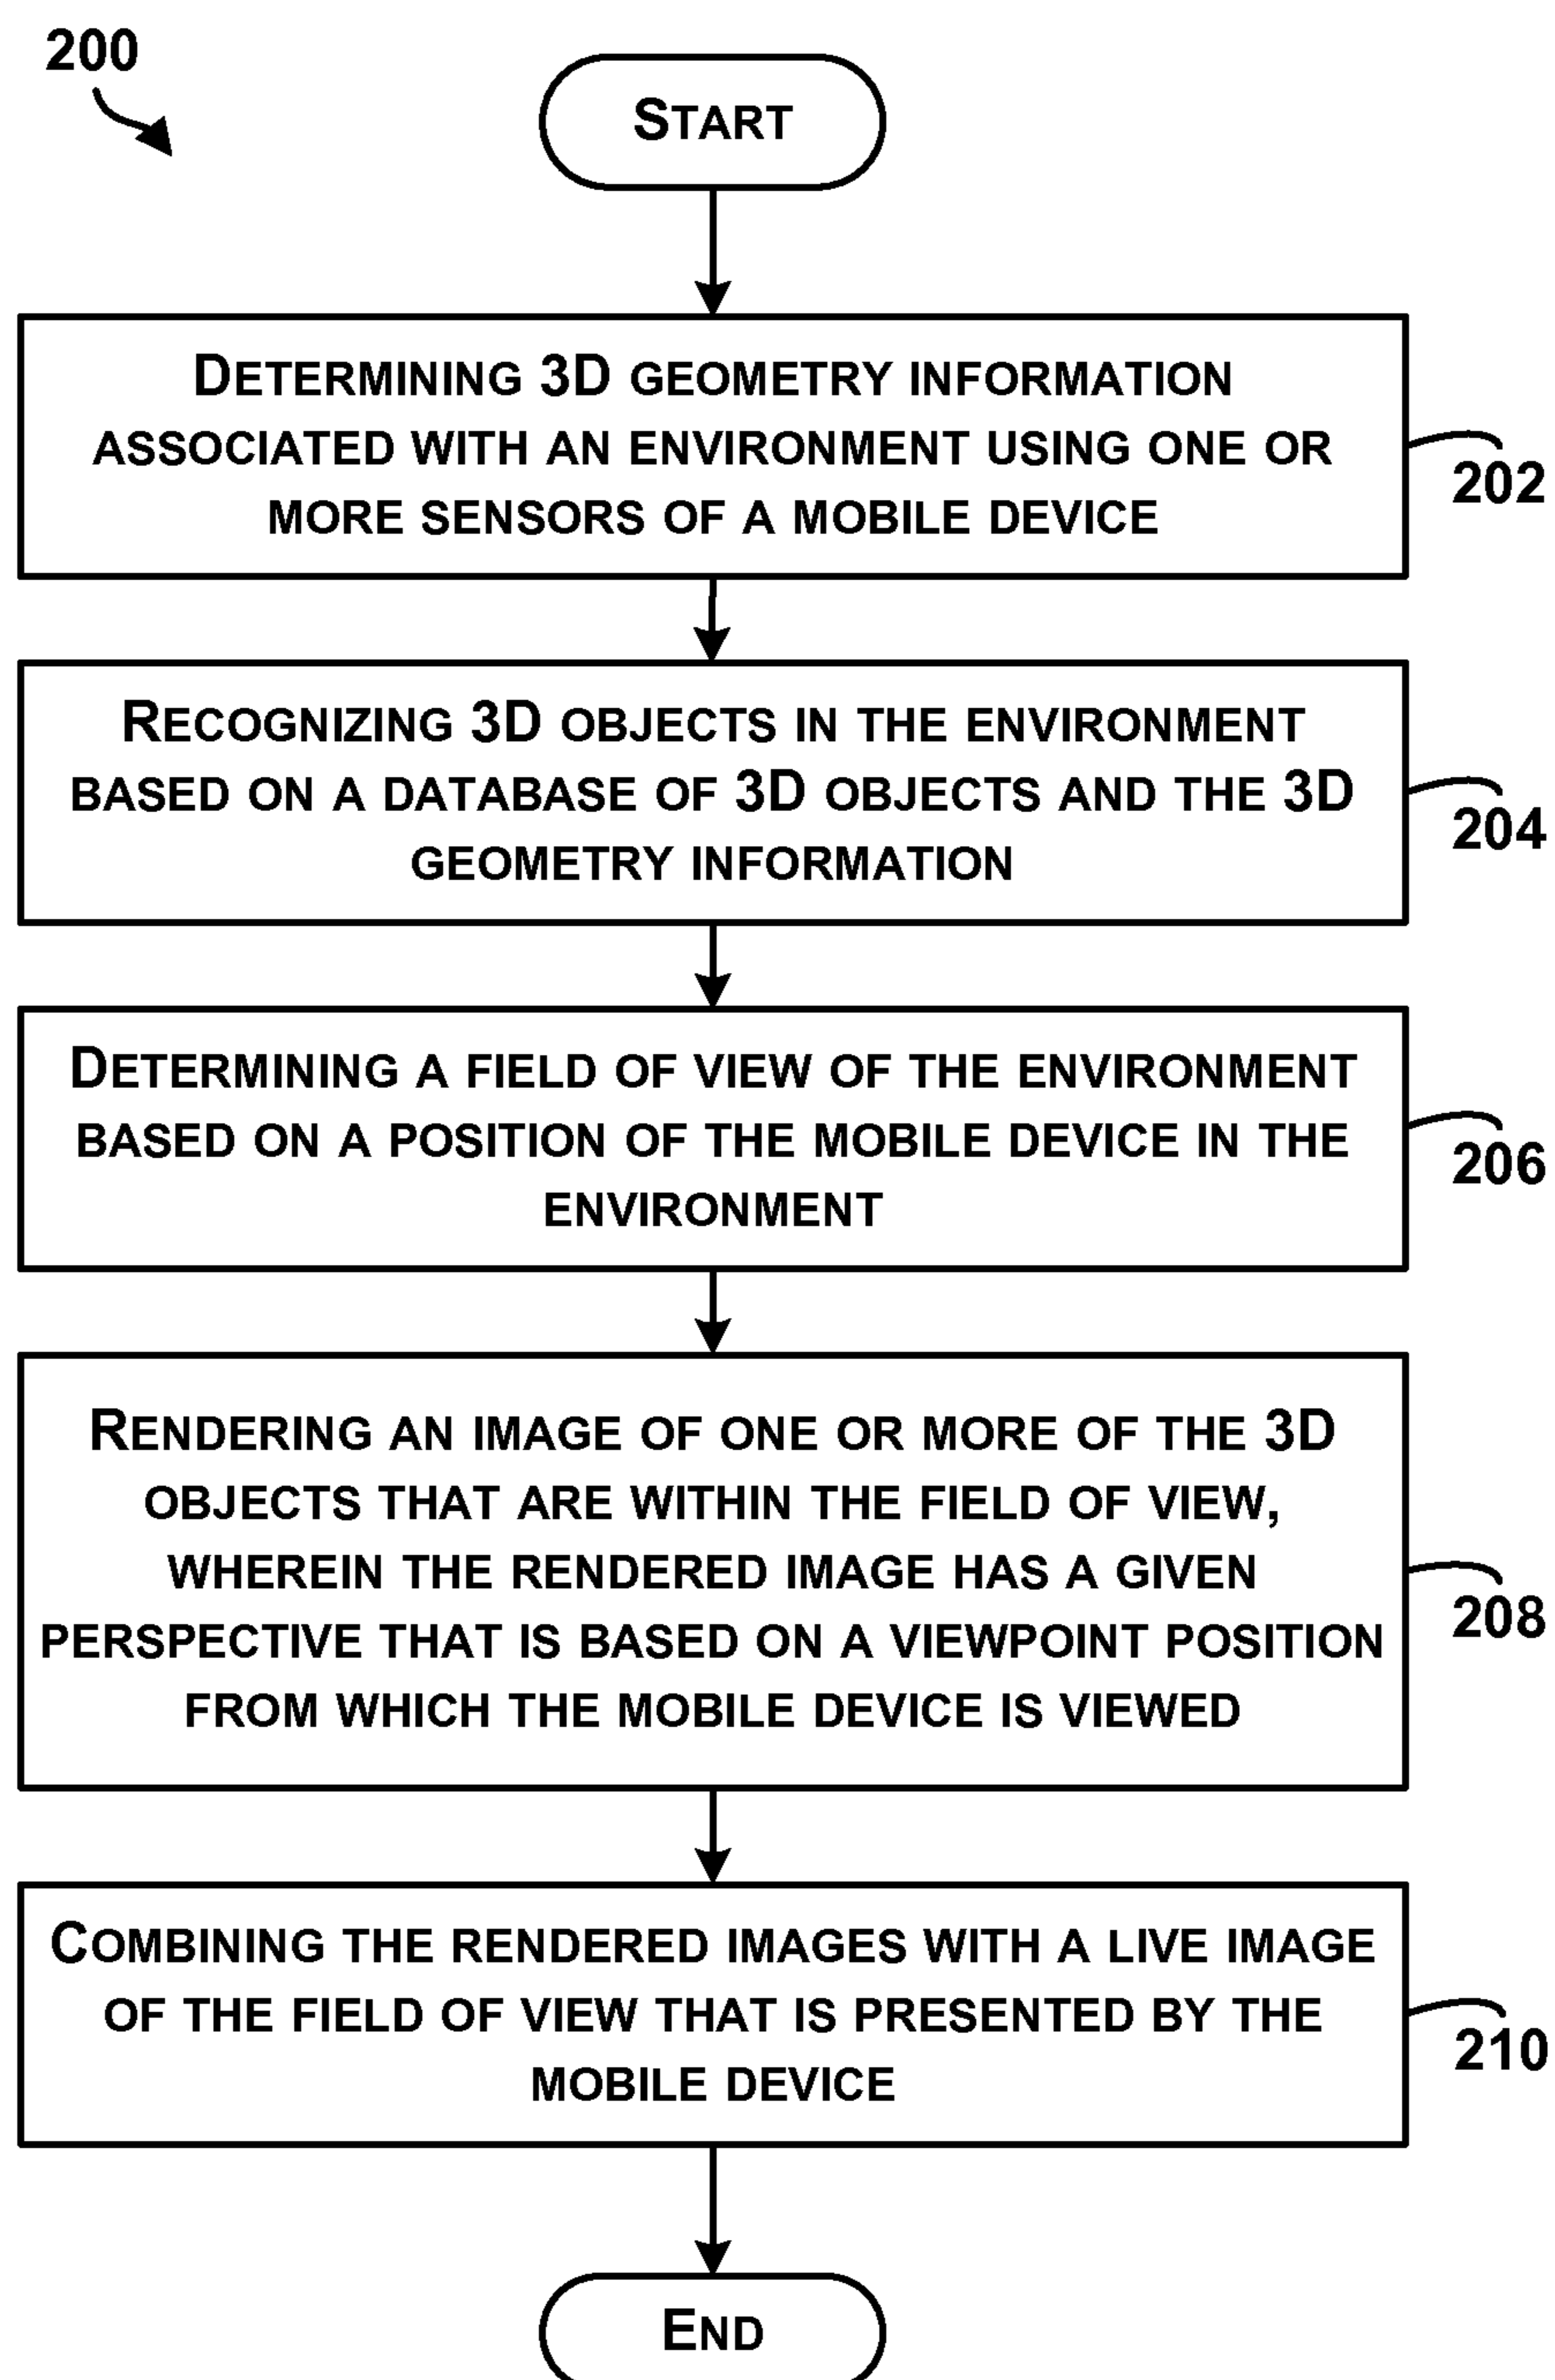 200
START
DETERMINING 3D GEOMETRY INFORMATION
ASSOCIATED WITH AN ENVIRONMENT USING ONE OR
MORE SENSORS OF A MOBILE DEVICE
202
RECOGNIZING 3D OBJECTS IN THE ENVIRONMENT
BASED ON A DATABASE OF 3D OBJECTS AND THE 3D
GEOMETRY INFORMATION
204
DETERMINING A FIELD OF VIEW OF THE ENVIRONMENT
BASED ON A POSITION OF THE MOBILE DEVICE IN THE
ENVIRONMENT
206
RENDERING AN IMAGE OF ONE OR MORE OF THE 3D
OBJECTS THAT ARE WITHIN THE FIELD OF VIEW,
WHEREIN THE RENDERED IMAGE HAS A GIVEN
PERSPECTIVE THAT IS BASED ON A VIEWPOINT POSITION
FROM WHICH THE MOBILE DEVICE IS VIEWED
208
COMBINING THE RENDERED IMAGES WITH A LIVE IMAGE
OF THE FIELD OF VIEW THAT IS PRESENTED BY THE
MOBILE DEVICE
210
END